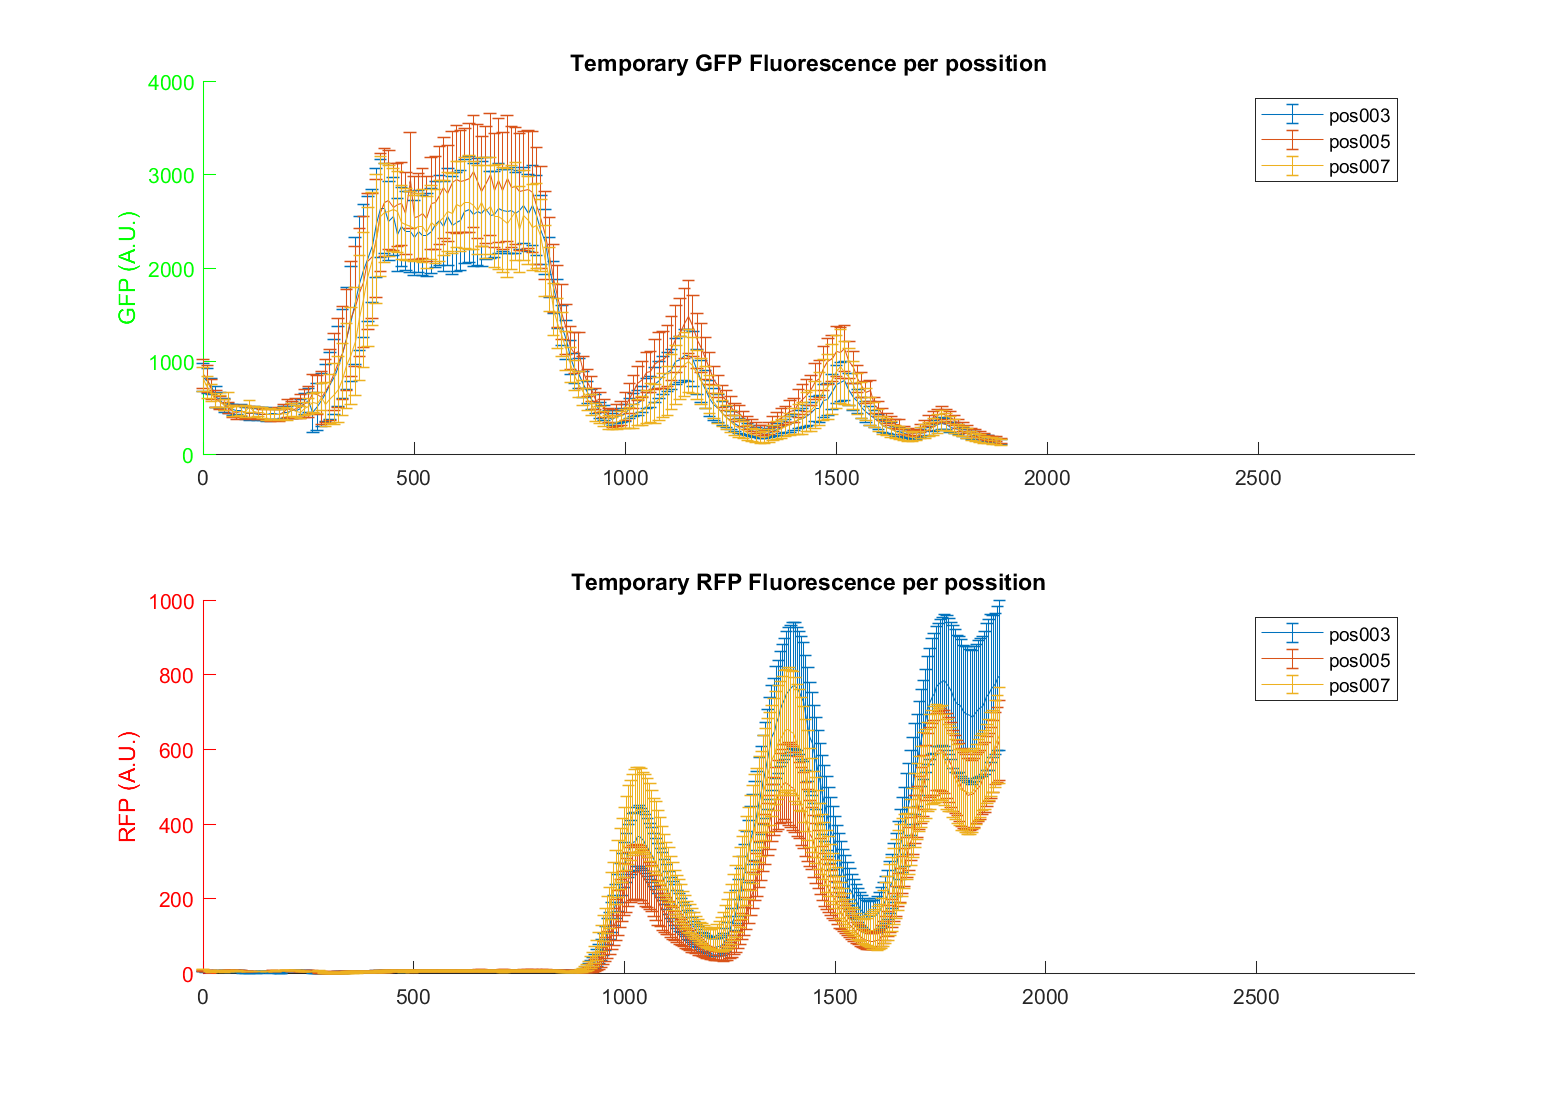 Temporary GFP Fluorescence per possition
GFP (A.U.)
4000
3000
2000
1000
0
0 500 1000 1500 2000 2500
pos003
pos005
pos007
Temporary RFP Fluorescence per possition
RFP (A.U.)
1000
800
600
400
200
0
0 500 1000 1500 2000 2500
pos003
pos005
pos007